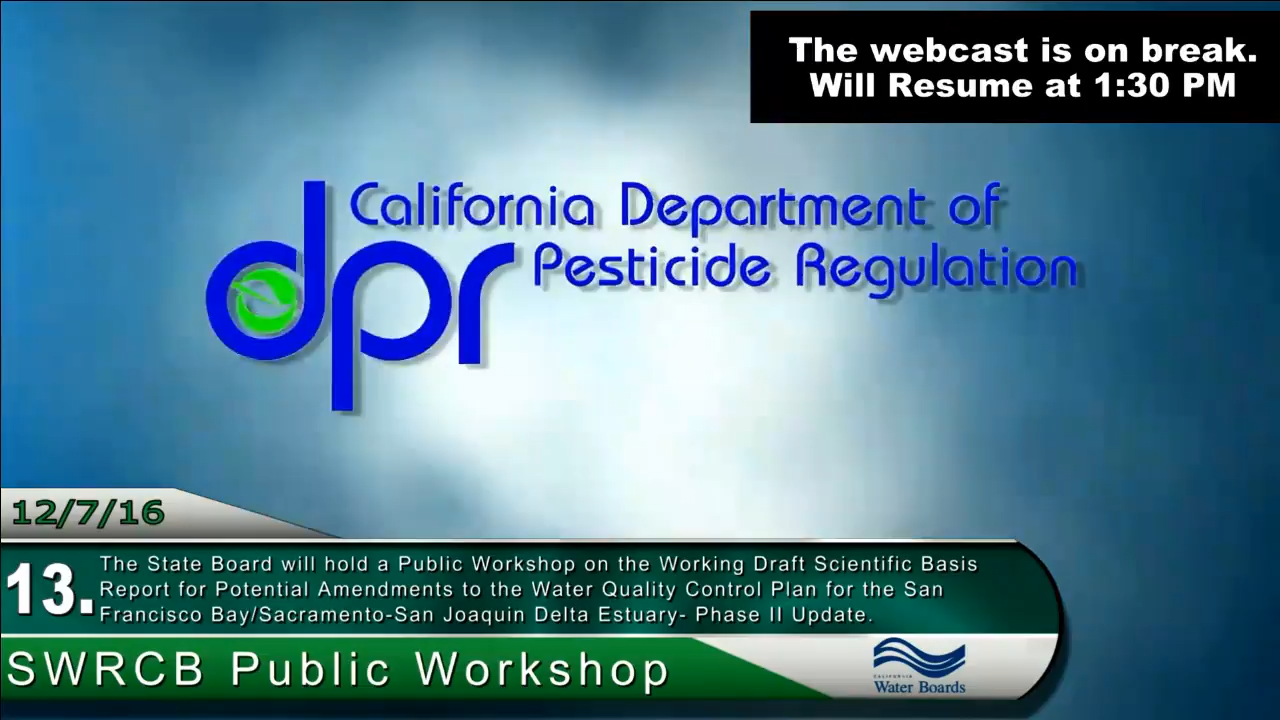 The webcast is on break.
Will Resume at 1:30 PM
California Department of
Pesticide Regulation
dpr
12/7/16
13.
The State Board will hold a Public Workshop on the Working Draft Scientific Basis
Report for Potential Amendments to the Water Quality Control Plan for the San
Francisco Bay/Sacramento-San Joaquin Delta Estuary- Phase II Update.
SWRCB Public Workshop
CALIFORNIA
Water Boards